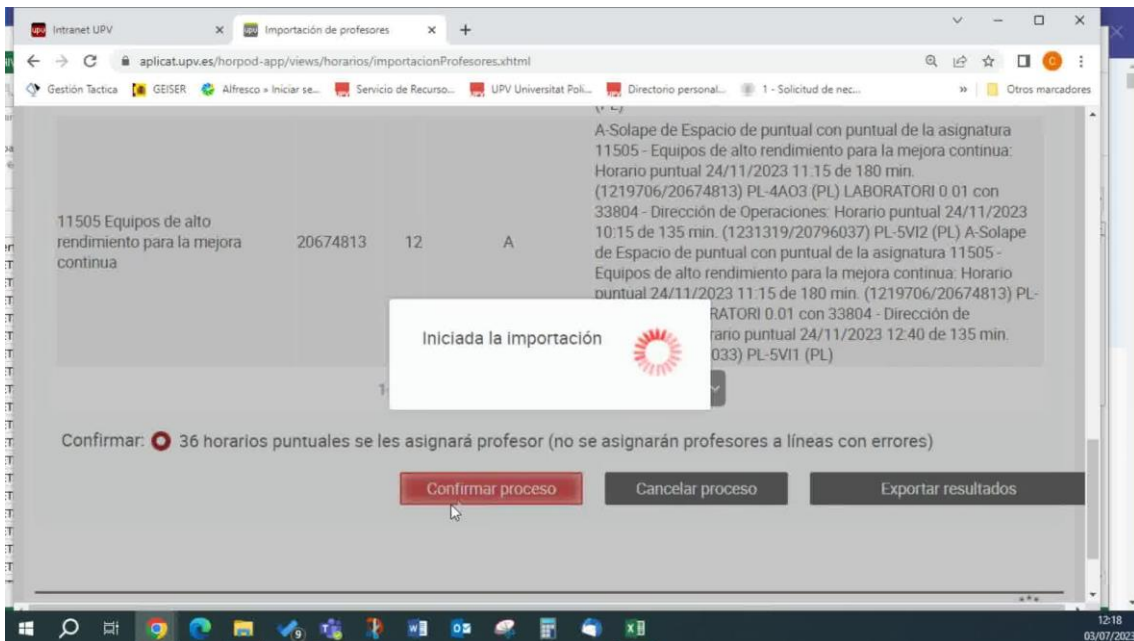 Intranet UPV
Importación de profesores
aplicat.upv.es/horpod-app/views/horarios/importacionProfesores.xhtml
Gestión Tactica
GEISER
Alfresco » Iniciar se...
Servicio de Recurso...
UPV Universitat Poli...
Directorio personal...
1 - Solicitud de nec...
»
Otros marcadores
(PL)
11505 Equipos de alto
rendimiento para la mejora
continua
20674813
12
A
A-Solape de Espacio de puntual con puntual de la asignatura
11505 - Equipos de alto rendimiento para la mejora continua:
Horario puntual 24/11/2023 11:15 de 180 min.
(1219706/20674813) PL-4AO3 (PL) LABORATORI 0.01 con
33804 - Dirección de Operaciones: Horario puntual 24/11/2023
10:15 de 135 min. (1231319/20796037) PL-5VI2 (PL) A-Solape
de Espacio de puntual con puntual de la asignatura 11505 -
Equipos de alto rendimiento para la mejora continua: Horario
puntual 24/11/2023 11:15 de 180 min. (1219706/20674813) PL-
RATORI 0.01 con 33804 - Dirección de
rario puntual 24/11/2023 12:40 de 135 min.
033) PL-5VI1 (PL)
Iniciada la importación
Confirmar: 36 horarios puntuales se les asignará profesor (no se asignarán profesores a líneas con errores)
Confirmar proceso
Cancelar proceso
Exportar resultados
12:18